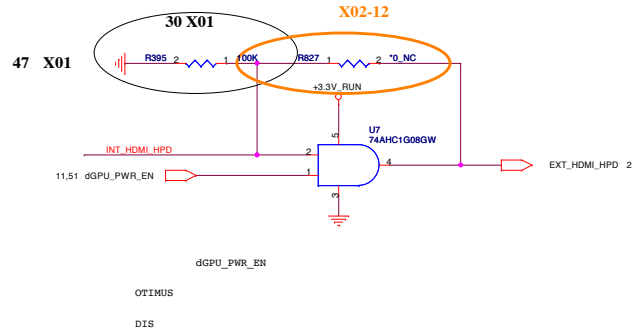 X02-12
30 X01
47 X01
R395 2 1 100K R827 1 2 *0_NC
+3.3V_RUN
U7
74AHC1G08GW
5
INT_HDMI_HPD 2
4 EXT_HDMI_HPD 2
11,51 dGPU_PWR_EN 1
3
dGPU_PWR_EN
OTIMUS
DIS